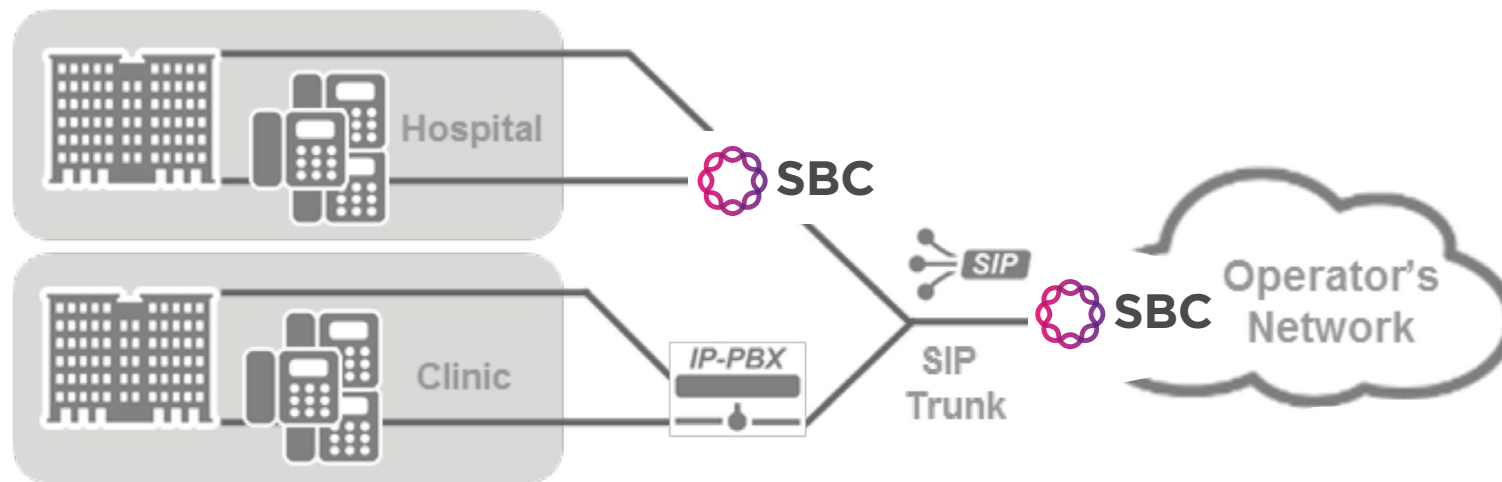 Hospital
SBC
SIP
Operator's
Network
SBC
IP-PBX
Clinic
SIP
Trunk